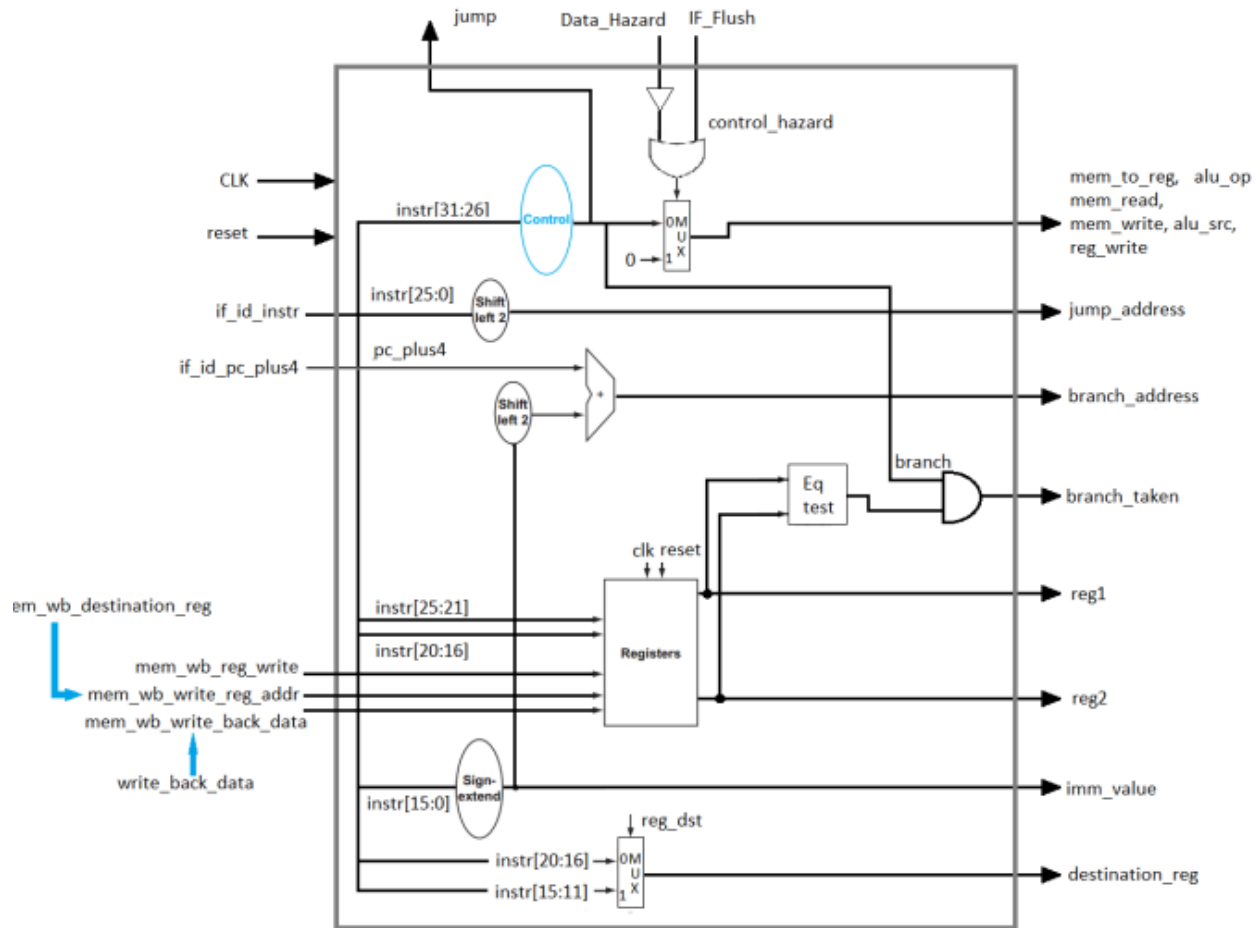 jump
Data_Hazard
IF_Flush
control_hazard
CLK
reset
instr[31:26]
Control
0 M
U
1 X
0
mem_to_reg, alu_op
mem_read,
mem_write, alu_src,
reg_write
if_id_instr
instr[25:0]
Shift
left 2
jump_address
if_id_pc_plus4
pc_plus4
Shift
left 2
+
branch_address
branch
Eq
test
branch_taken
clk reset
em_wb_destination_reg
instr[25:21]
instr[20:16]
Registers
reg1
mem_wb_reg_write
mem_wb_write_reg_addr
mem_wb_write_back_data
reg2
write_back_data
instr[15:0]
Sign-
extend
imm_value
reg_dst
instr[20:16]
instr[15:11]
0 M
U
1 X
destination_reg